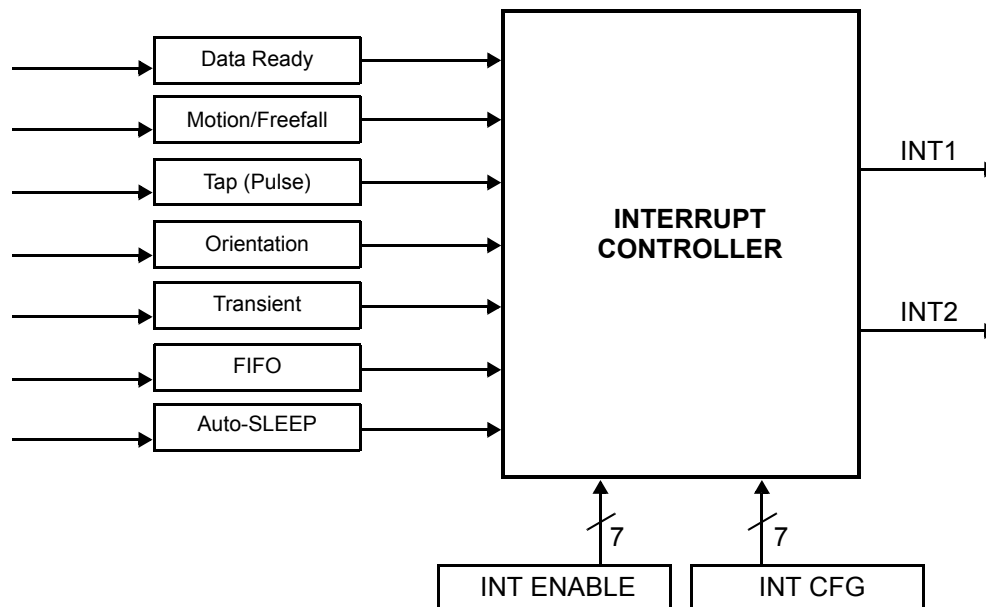 Data Ready
Motion/Freefall
Tap (Pulse)
Orientation
Transient
FIFO
Auto-SLEEP
INTERRUPT
CONTROLLER
INT1
INT2
7
7
INT ENABLE
INT CFG